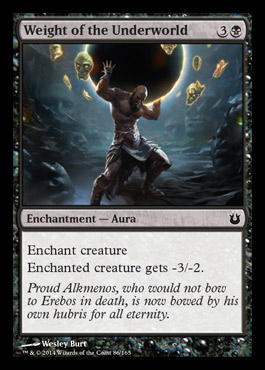 Weight of the Underworld 3
Enchantment — Aura
Enchant creature
Enchanted creature gets -3/-2.
Proud Alkmenos, who would not bow
to Erebos in death, is now bowed by his
own hubris for all eternity.
Wesley Burt
™ & © 2014 Wizards of the Coast 86/165